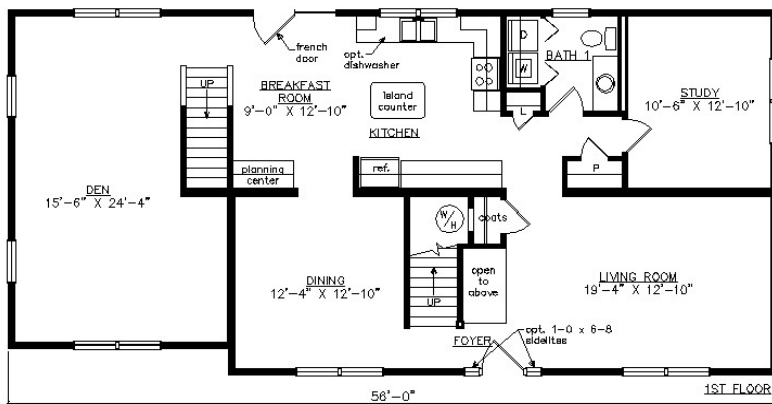 french
door
opt.
dishwasher
D
W
BATH 1
UP
BREAKFAST
ROOM
9'-0" X 12'-10"
Island
counter
KITCHEN
L
STUDY
10'-6" X 12'-10"
planning
center
ref.
P
DEN
15'-6" X 24'-4"
W/H
coats
DINING
12'-4" X 12'-10"
UP
open
to
above
LIVING ROOM
19'-4" X 12'-10"
FOYER
opt. 1-0 x 6-8
sidelites
56'-0"
1ST FLOOR